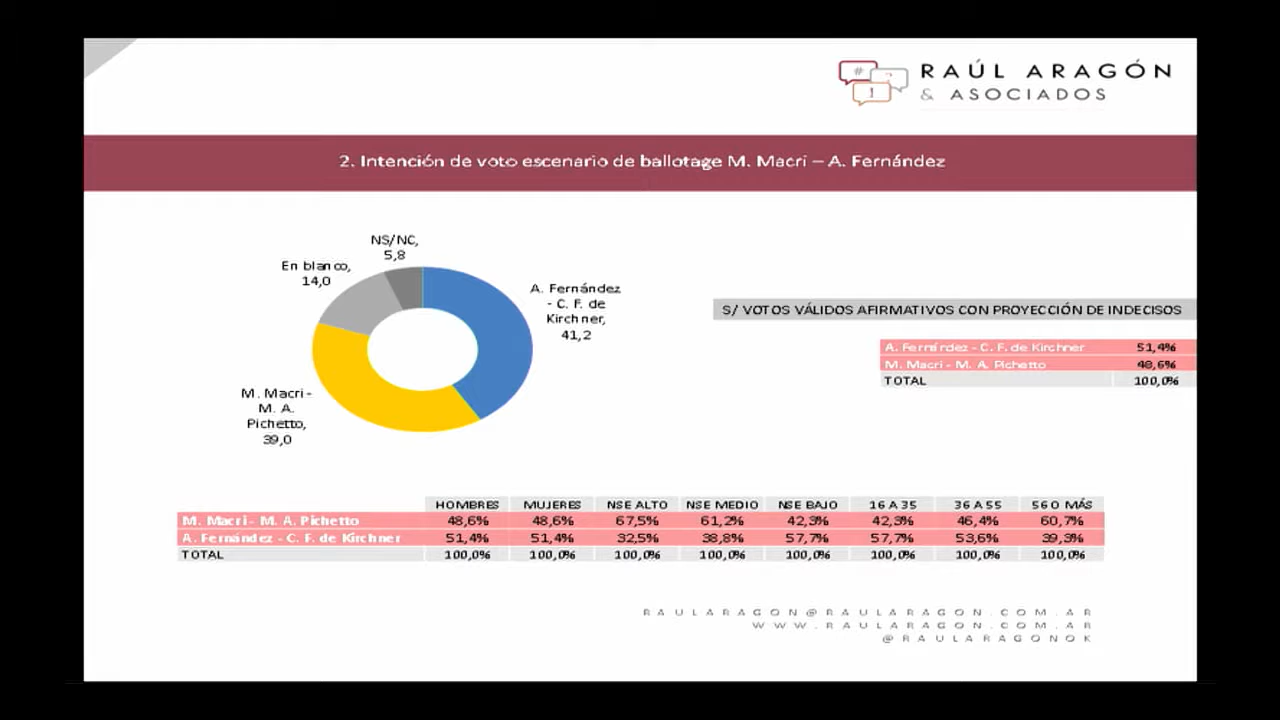 RAÚL ARAGÓN
& ASOCIADOS
2. Intención de voto escenario de ballotage M. Macri – A. Fernández
NS/NC,
5,8
En blanco,
14,0
A. Fernández
- C. F. de
Kirchner,
41,2
M. Macri -
M. A.
Pichetto,
39,0
S/ VOTOS VÁLIDOS AFIRMATIVOS CON PROYECCIÓN DE INDECISOS
A. Fernández - C. F. de Kirchner 51,4%
M. Macri - M. A. Pichetto 48,6%
TOTAL 100,0%
HOMBRES MUJERES NSE ALTO NSE MEDIO NSE BAJO 16 A 35 36 A 55 56 O MÁS
M. Macri - M. A. Pichetto 48,6% 48,6% 67,5% 61,2% 42,3% 42,3% 46,4% 60,7%
A. Fernández - C. F. de Kirchner 51,4% 51,4% 32,5% 38,8% 57,7% 57,7% 53,6% 39,3%
TOTAL 100,0% 100,0% 100,0% 100,0% 100,0% 100,0% 100,0% 100,0%
RAULARAGON@RAULARAGON.COM.AR
WWW.RAULARAGON.COM.AR
@RAULARAGONOK